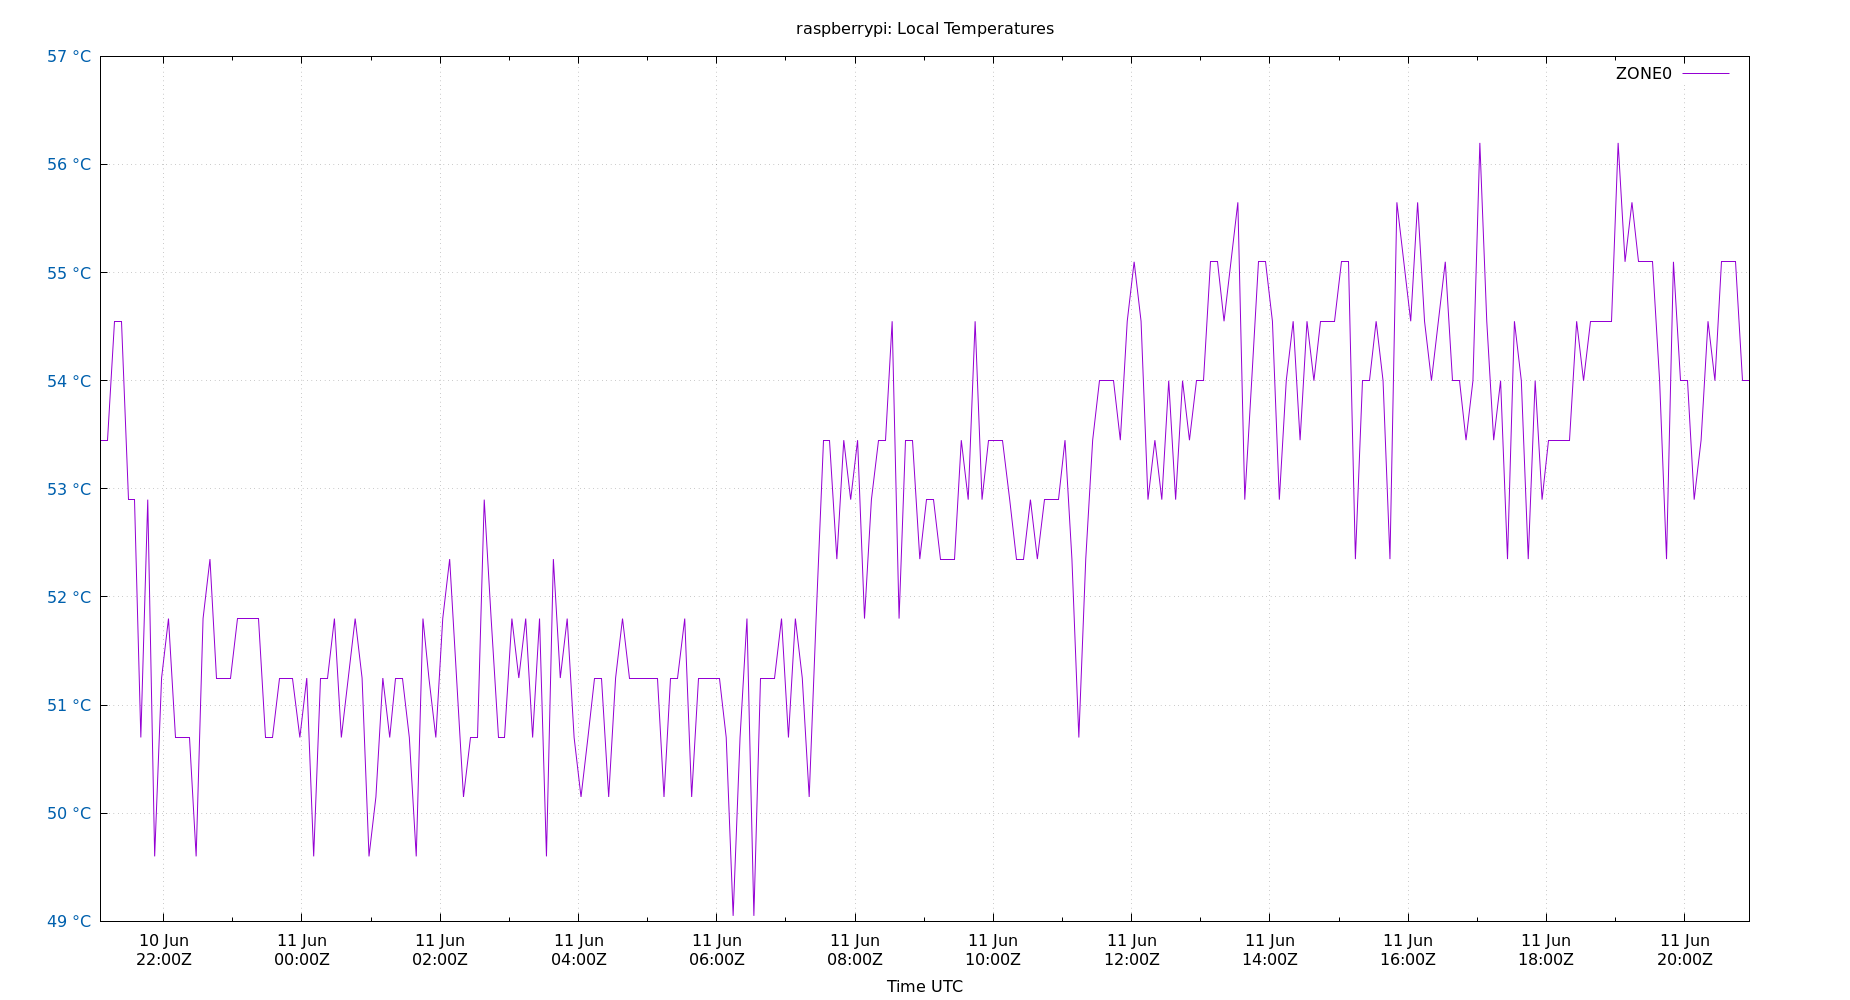 raspberrypi: Local Temperatures
57 °C
ZONE0
56 °C
55 °C
54 °C
53 °C
52 °C
51 °C
50 °C
49 °C
10 Jun 11 Jun 11 Jun 11 Jun 11 Jun 11 Jun 11 Jun 11 Jun 11 Jun 11 Jun 11 Jun 11 Jun
22:00Z 00:00Z 02:00Z 04:00Z 06:00Z 08:00Z 10:00Z 12:00Z 14:00Z 16:00Z 18:00Z 20:00Z
Time UTC